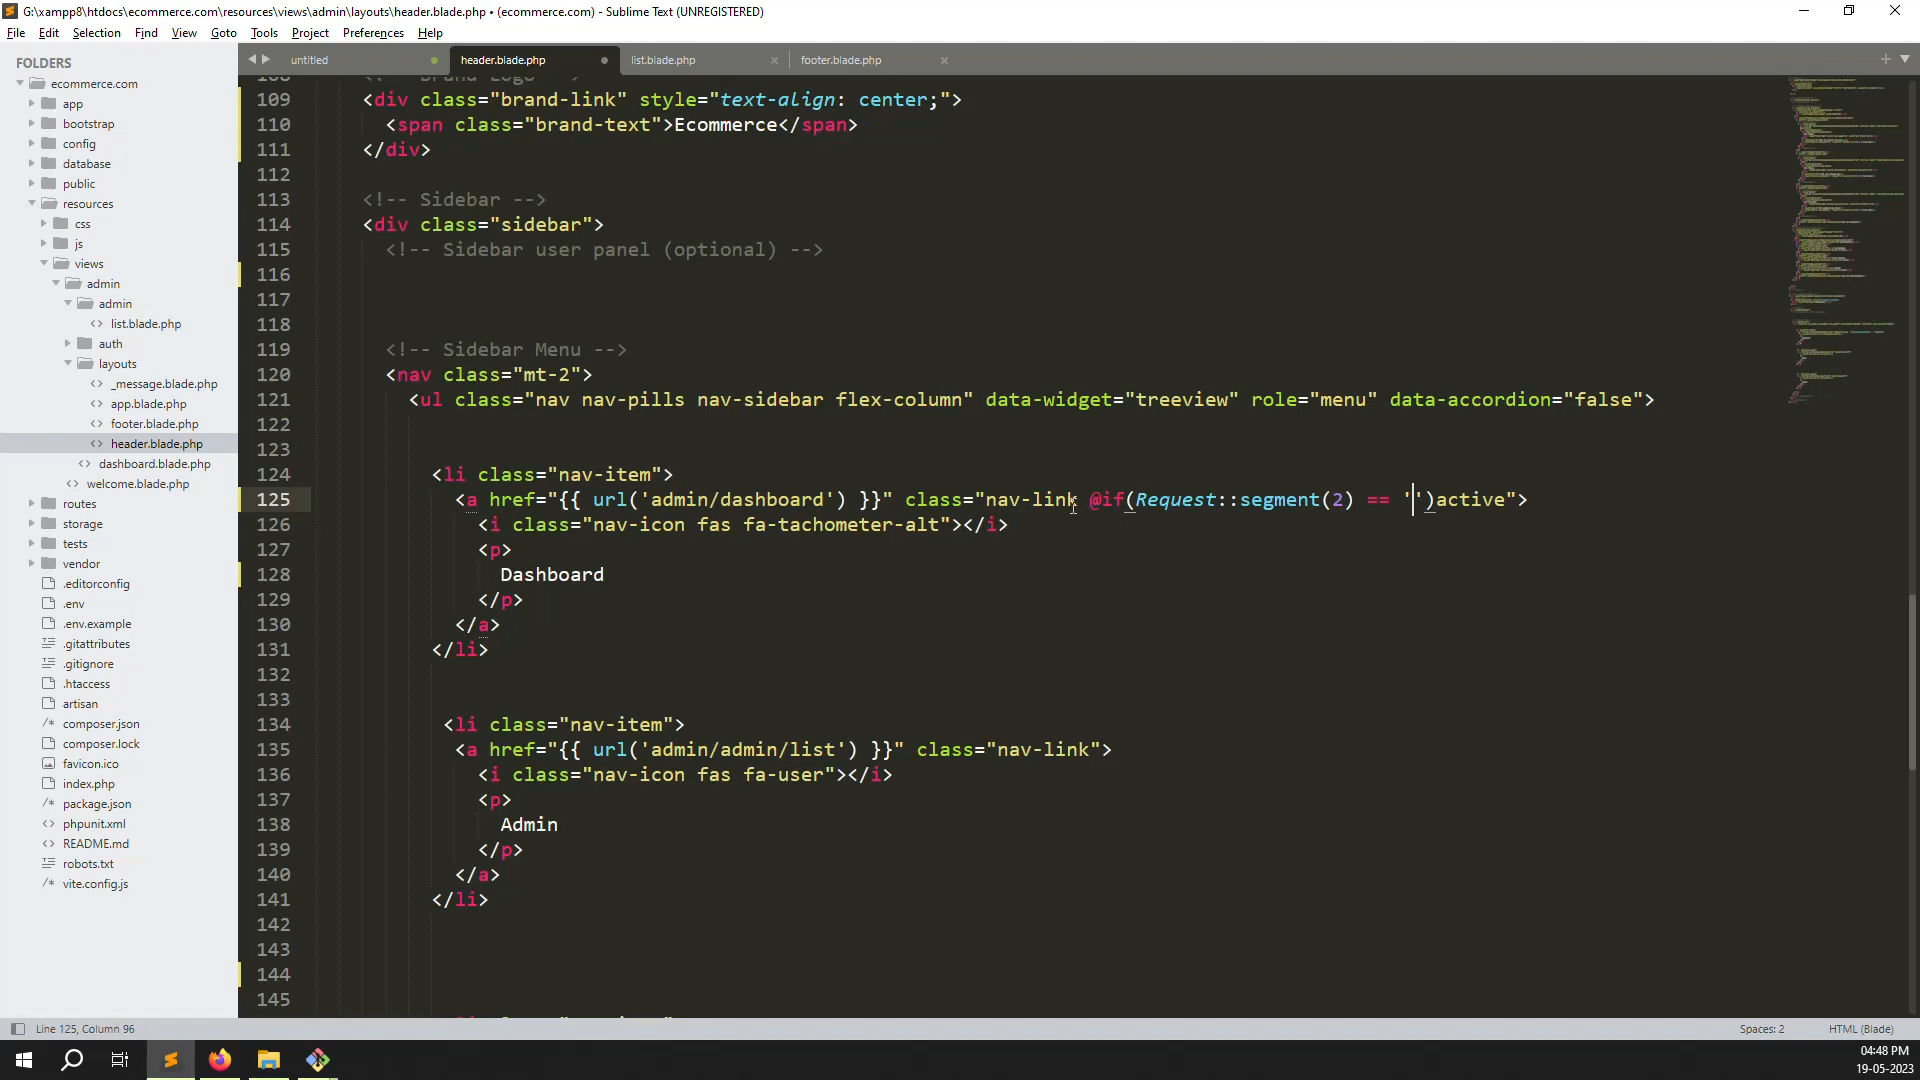 G:\xampp8\htdocs\ecommerce.com\resources\views\admin\layouts\header.blade.php • (ecommerce.com) - Sublime Text (UNREGISTERED)
File Edit Selection Find View Goto Tools Project Preferences Help
FOLDERS
ecommerce.com
app
bootstrap
config
database
public
resources
css
js
views
admin
admin
list.blade.php
auth
layouts
_message.blade.php
app.blade.php
footer.blade.php
header.blade.php
dashboard.blade.php
welcome.blade.php
routes
storage
tests
vendor
.editorconfig
.env
.env.example
.gitattributes
.gitignore
.htaccess
artisan
composer.json
composer.lock
favicon.ico
index.php
package.json
phpunit.xml
README.md
robots.txt
vite.config.js
untitled header.blade.php list.blade.php footer.blade.php
109 <div class="brand-link" style="text-align: center;">
110 <span class="brand-text">Ecommerce</span>
111 </div>
112
113 <!-- Sidebar -->
114 <div class="sidebar">
115 <!-- Sidebar user panel (optional) -->
116
117
118
119 <!-- Sidebar Menu -->
120 <nav class="mt-2">
121 <ul class="nav nav-pills nav-sidebar flex-column" data-widget="treeview" role="menu" data-accordion="false">
122
123
124 <li class="nav-item">
125 <a href="{{ url('admin/dashboard') }}" class="nav-link @if(Request::segment(2) == '')active">
126 <i class="nav-icon fas fa-tachometer-alt"></i>
127 <p>
128 Dashboard
129 </p>
130 </a>
131 </li>
132
133
134 <li class="nav-item">
135 <a href="{{ url('admin/admin/list') }}" class="nav-link">
136 <i class="nav-icon fas fa-user"></i>
137 <p>
138 Admin
139 </p>
140 </a>
141 </li>
142
143
144
145
Line 125, Column 96
Spaces: 2
HTML (Blade)
04:48 PM
19-05-2023